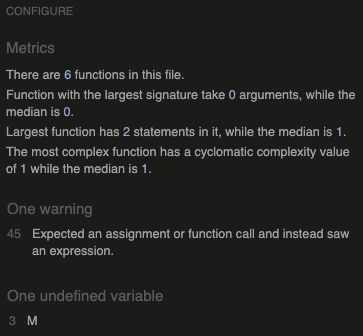 CONFIGURE
Metrics
There are 6 functions in this file.
Function with the largest signature take 0 arguments, while the
median is 0.
Largest function has 2 statements in it, while the median is 1.
The most complex function has a cyclomatic complexity value
of 1 while the median is 1.
One warning
45 Expected an assignment or function call and instead saw
an expression.
One undefined variable
3 M